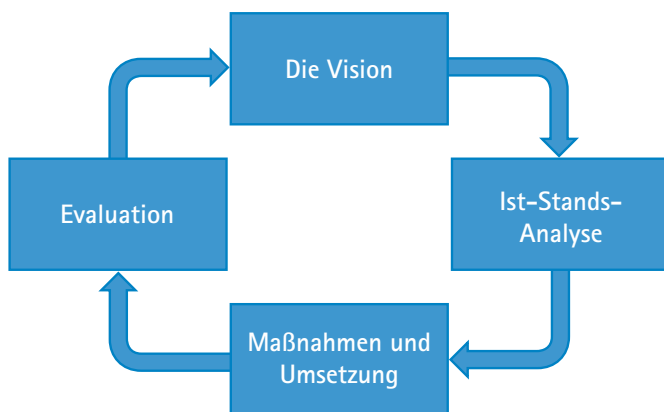 Die Vision
Ist-Stands-
Analyse
Maßnahmen und
Umsetzung
Evaluation